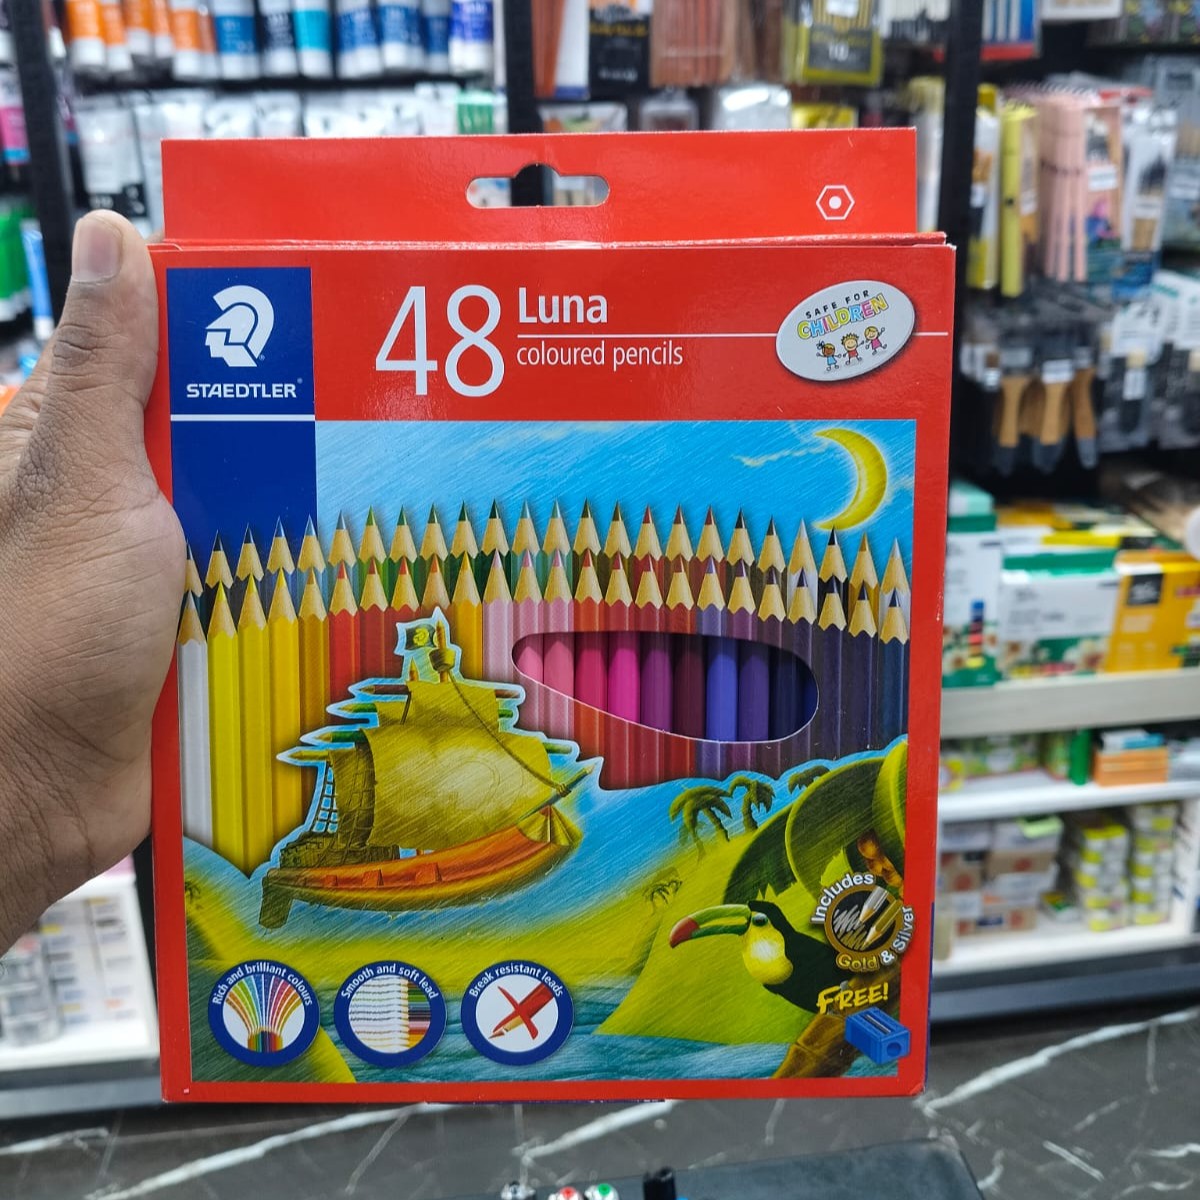 STAEDTLER®
48
Luna
coloured pencils
SAFE FOR
CHILDREN
Rich and brilliant colours
Smooth and soft lead
Break resistant leads
Includes
Gold & Silver
FREE!